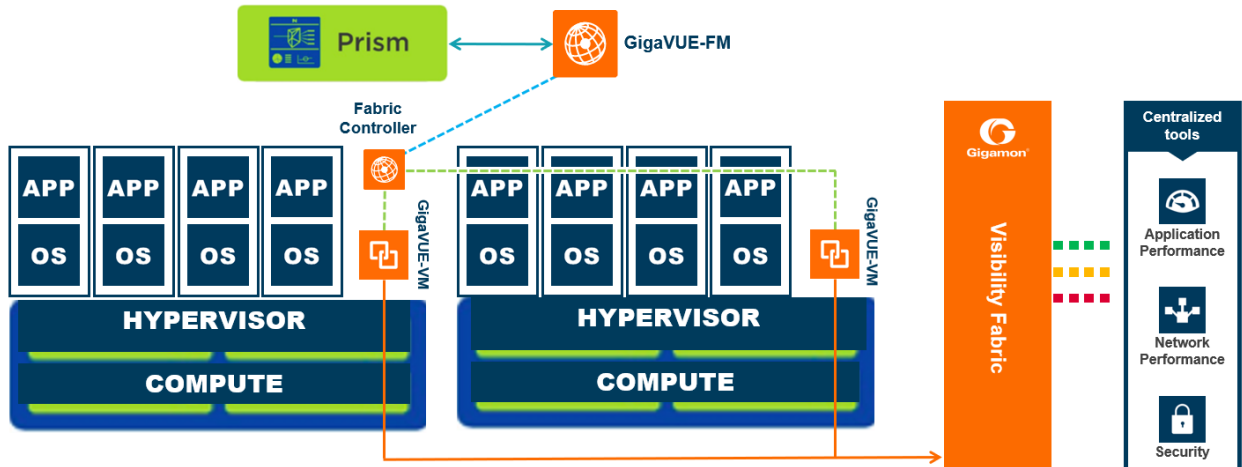 Prism
GigaVUE-FM
Fabric
Controller
APP APP APP APP
OS OS OS OS
GigaVUE-VM
HYPERVISOR
COMPUTE
APP APP APP APP
OS OS OS OS
GigaVUE-VM
HYPERVISOR
COMPUTE
Gigamon®
Visibility Fabric
Centralized
tools
Application
Performance
Network
Performance
Security